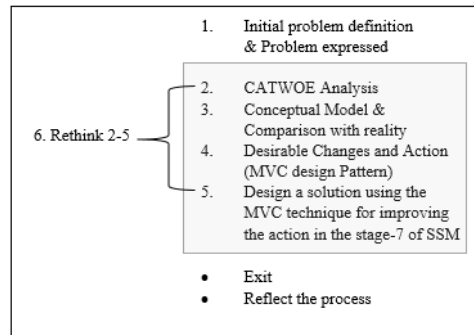 1. Initial problem definition
& Problem expressed
2. CATWOE Analysis
3. Conceptual Model &
Comparison with reality
6. Rethink 2-5
4. Desirable Changes and Action
(MVC design Pattern)
5. Design a solution using the
MVC technique for improving
the action in the stage-7 of SSM
• Exit
• Reflect the process